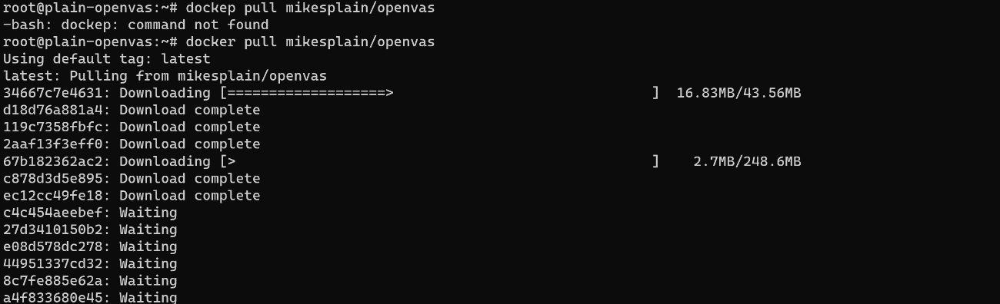 root@plain-openvas:~# dockep pull mikesplain/openvas
-bash: dockep: command not found
root@plain-openvas:~# docker pull mikesplain/openvas
Using default tag: latest
latest: Pulling from mikesplain/openvas
34667c7e4631: Downloading [===================>                               ]  16.83MB/43.56MB
d18d76a881a4: Download complete
119c7358fbfc: Download complete
2aaf13f3eff0: Download complete
67b182362ac2: Downloading [>                                                  ]    2.7MB/248.6MB
c878d3d5e895: Download complete
ec12cc49fe18: Download complete
c4c454aeebef: Waiting
27d3410150b2: Waiting
e08d578dc278: Waiting
44951337cd32: Waiting
8c7fe885e62a: Waiting
a4f833680e45: Waiting